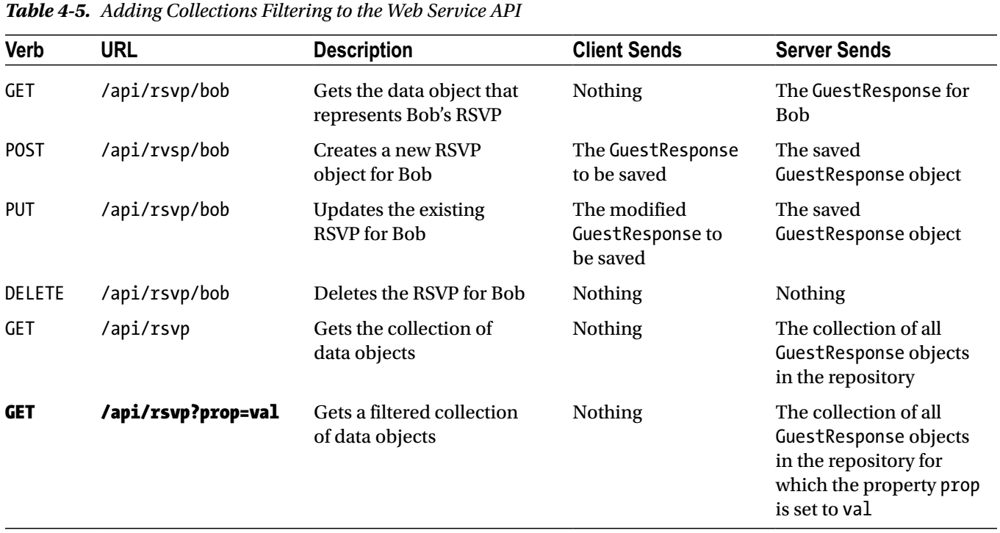 Table 4-5. Adding Collections Filtering to the Web Service API
Verb URL Description Client Sends Server Sends
GET /api/rsvp/bob Gets the data object that represents Bob’s RSVP Nothing The GuestResponse for Bob
POST /api/rvsp/bob Creates a new RSVP object for Bob The GuestResponse to be saved The saved GuestResponse object
PUT /api/rsvp/bob Updates the existing RSVP for Bob The modified GuestResponse to be saved The saved GuestResponse object
DELETE /api/rsvp/bob Deletes the RSVP for Bob Nothing Nothing
GET /api/rsvp Gets the collection of data objects Nothing The collection of all GuestResponse objects in the repository
GET /api/rsvp?prop=val Gets a filtered collection of data objects Nothing The collection of all GuestResponse objects in the repository for which the property prop is set to val